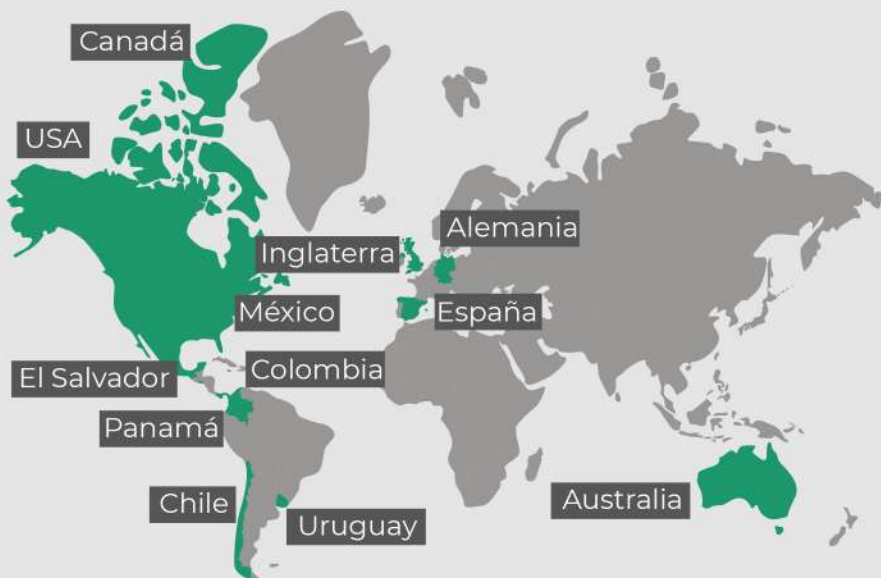 Canadá
USA
Alemania
Inglaterra
México
España
El Salvador
Colombia
Panamá
Chile
Uruguay
Australia